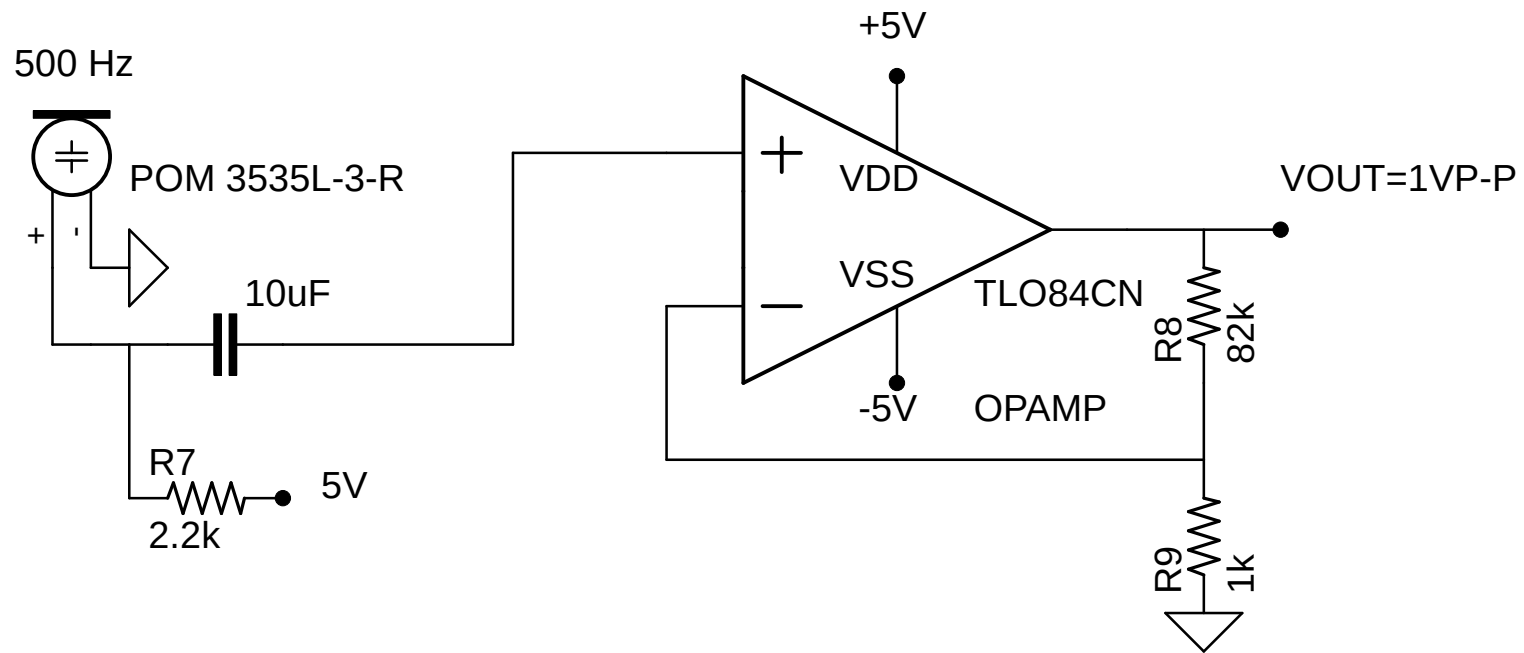 +5V
500 Hz
POM 3535L-3-R
+
-
VDD
VOUT=1VP-P
VSS
10uF
TLO84CN
R8
82k
-5V
OPAMP
R7
5V
2.2k
R9
1k